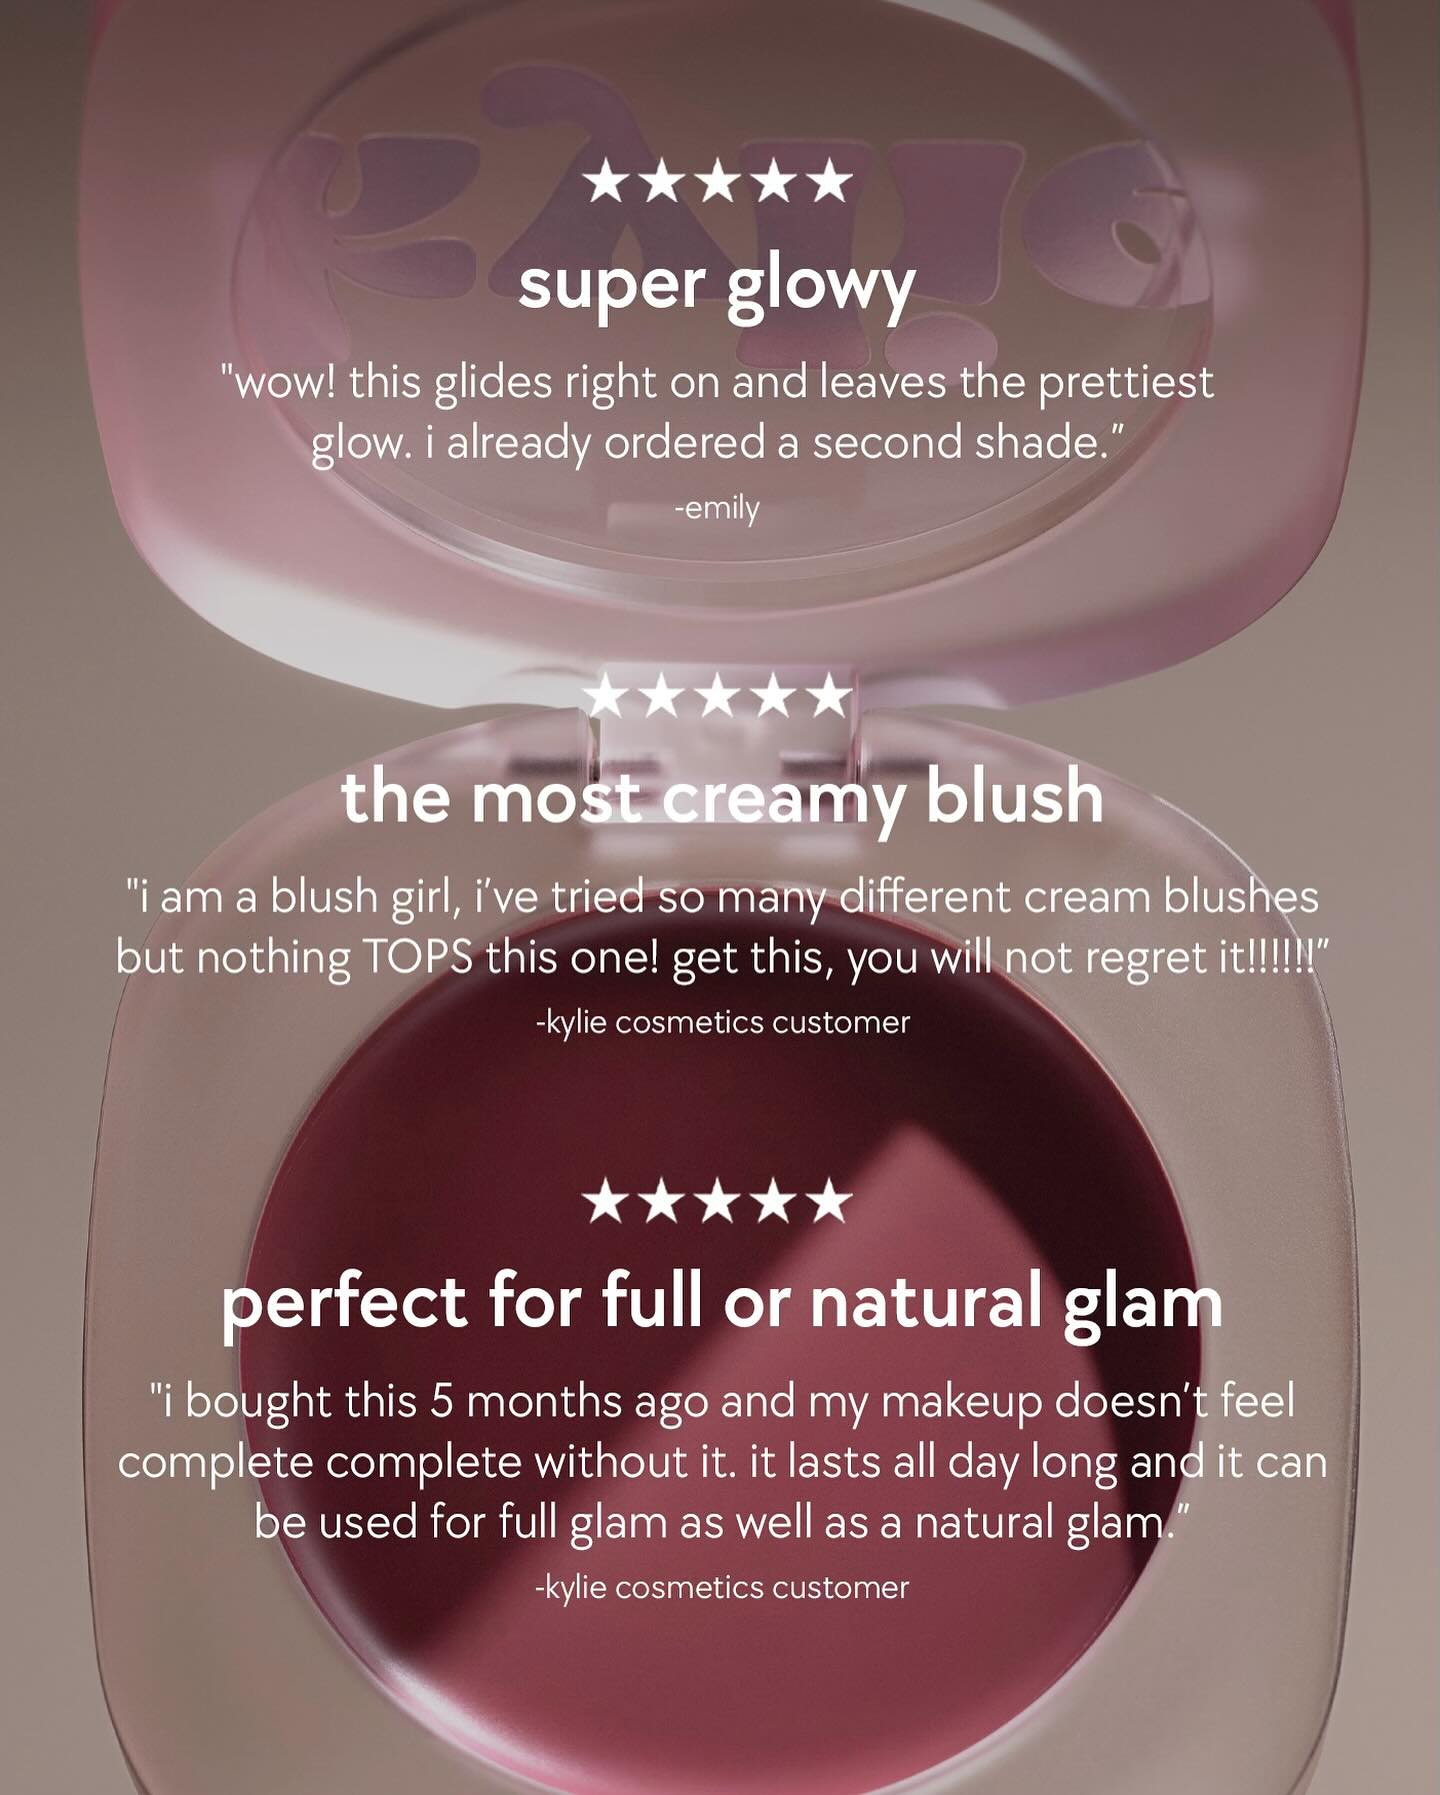 kylie
★★★★★
super glowy
"wow! this glides right on and leaves the prettiest
glow. i already ordered a second shade.”
-emily
★★★★★
the most creamy blush
"i am a blush girl, i’ve tried so many different cream blushes
but nothing TOPS this one! get this, you will not regret it!!!!!!”
-kylie cosmetics customer
★★★★★
perfect for full or natural glam
"i bought this 5 months ago and my makeup doesn’t feel
complete complete without it. it lasts all day long and it can
be used for full glam as well as a natural glam.”
-kylie cosmetics customer